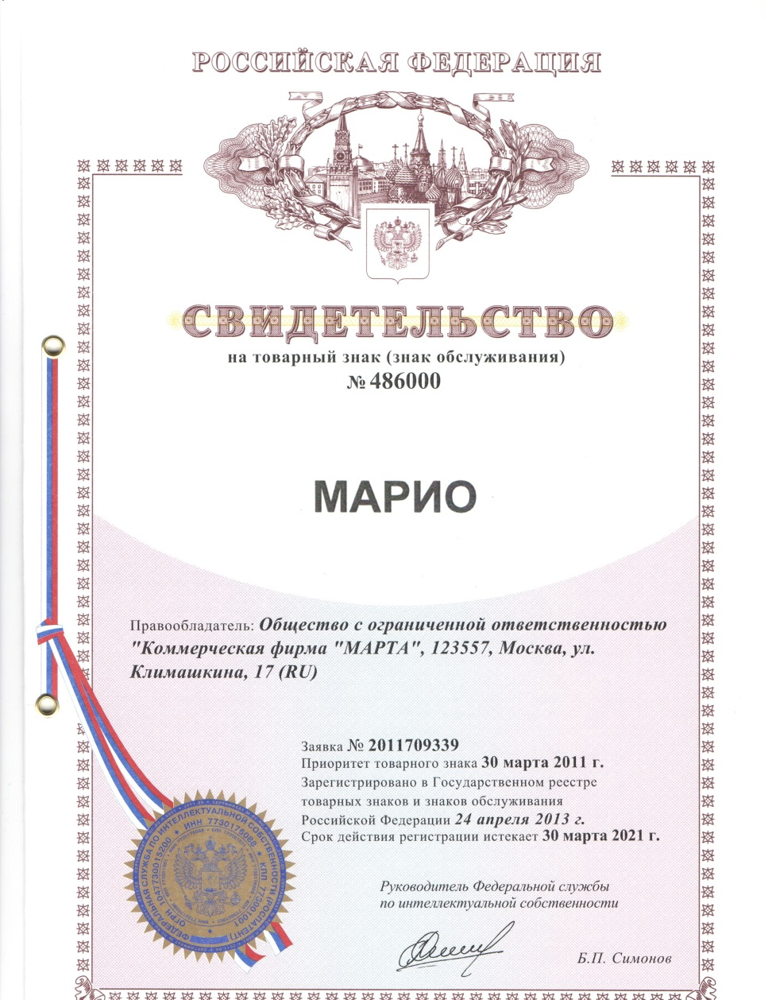 РОССИЙСКАЯ ФЕДЕРАЦИЯ
СВИДЕТЕЛЬСТВО
на товарный знак (знак обслуживания)
№ 486000
МАРИО
Правообладатель: Общество с ограниченной ответственностью
"Коммерческая фирма "МАРТА", 123557, Москва, ул.
Климашкина, 17 (RU)
Заявка № 2011709339
Приоритет товарного знака 30 марта 2011 г.
Зарегистрировано в Государственном реестре
товарных знаков и знаков обслуживания
Российской Федерации 24 апреля 2013 г.
Срок действия регистрации истекает 30 марта 2021 г.
Руководитель Федеральной службы
по интеллектуальной собственности
Б.П. Симонов
ФЕДЕРАЛЬНАЯ СЛУЖБА ПО ИНТЕЛЛЕКТУАЛЬНОЙ СОБСТВЕННОСТИ (РОСПАТЕНТ)
ОГРН 1047730015200 * ИНН 7730176088 * КПП 773001001